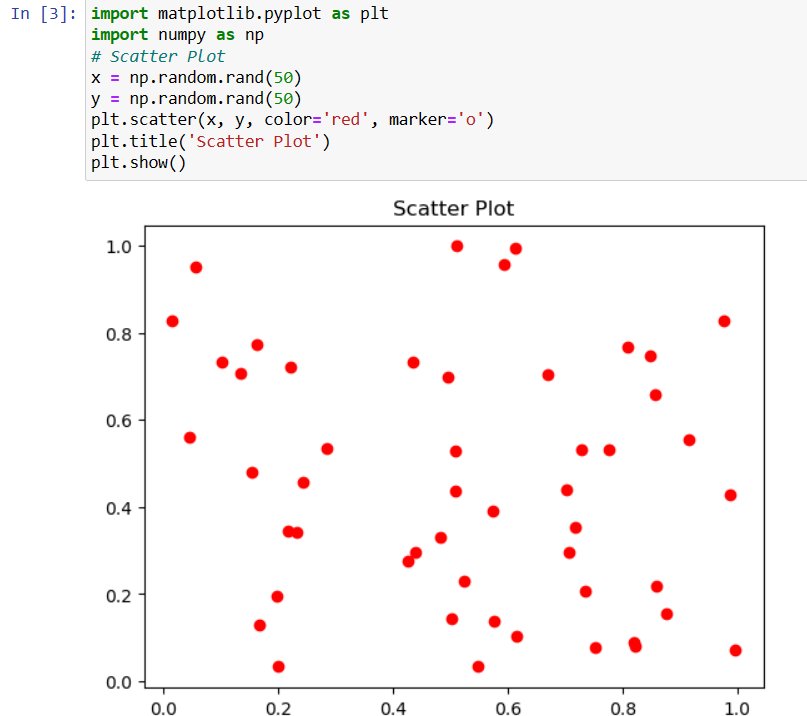 In [3]: import matplotlib.pyplot as plt
import numpy as np
# Scatter Plot
x = np.random.rand(50)
y = np.random.rand(50)
plt.scatter(x, y, color='red', marker='o')
plt.title('Scatter Plot')
plt.show()
Scatter Plot
1.0
0.8
0.6
0.4
0.2
0.0
0.0 0.2 0.4 0.6 0.8 1.0